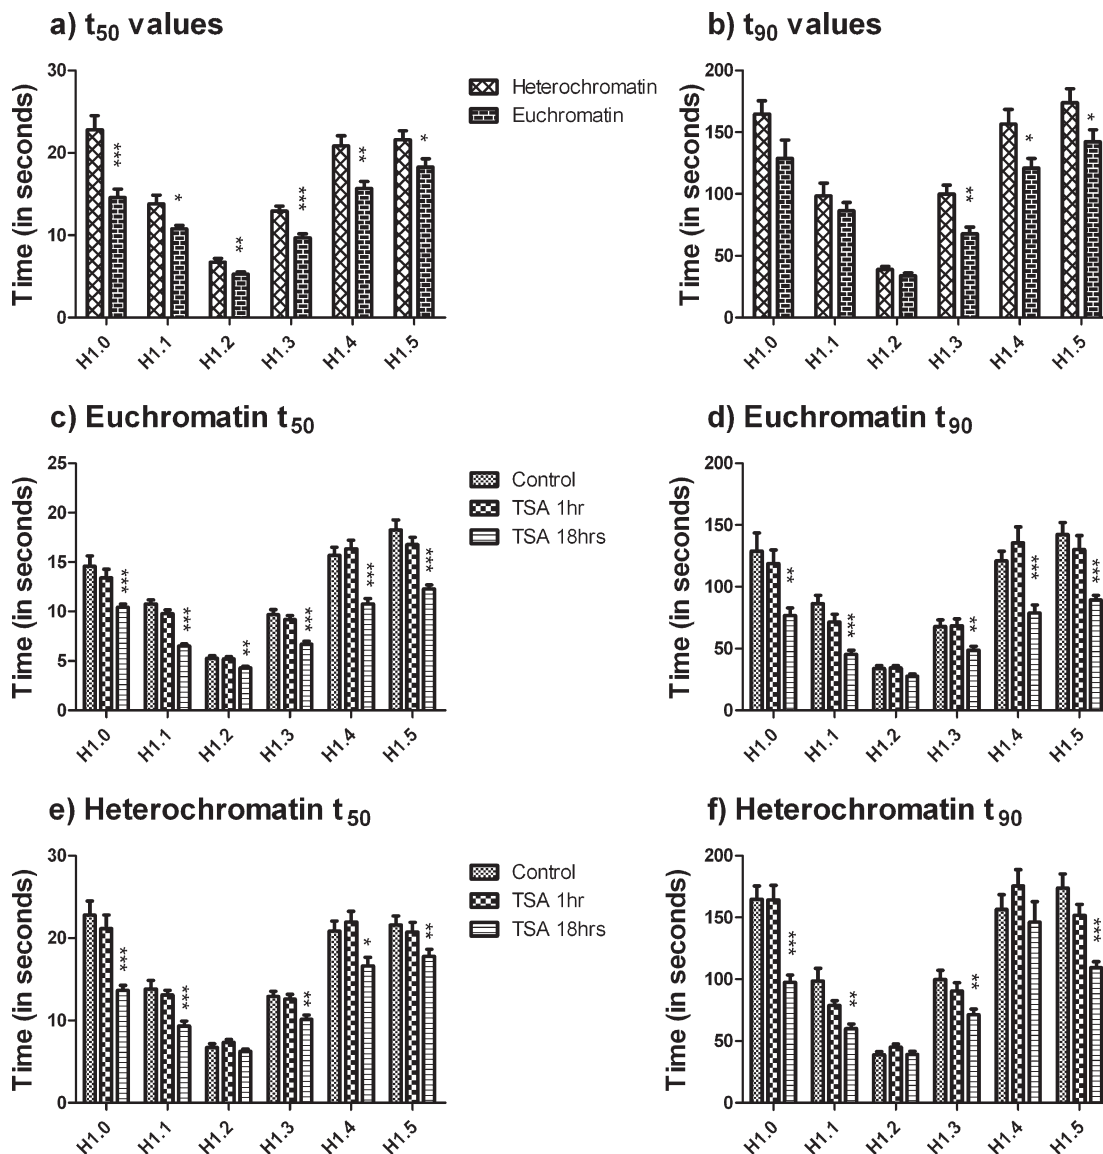 a) t50 values
Time (in seconds)
30
20
10
0
***
*
**
***
**
*
H1.0 H1.1 H1.2 H1.3 H1.4 H1.5
Heterochromatin
Euchromatin
b) t90 values
Time (in seconds)
200
150
100
50
0
**
*
*
H1.0 H1.1 H1.2 H1.3 H1.4 H1.5
c) Euchromatin t50
Time (in seconds)
25
20
15
10
5
0
***
***
**
***
***
***
H1.0 H1.1 H1.2 H1.3 H1.4 H1.5
Control
TSA 1hr
TSA 18hrs
d) Euchromatin t90
Time (in seconds)
200
150
100
50
0
**
***
**
***
***
H1.0 H1.1 H1.2 H1.3 H1.4 H1.5
e) Heterochromatin t50
Time (in seconds)
30
20
10
0
***
***
**
*
**
H1.0 H1.1 H1.2 H1.3 H1.4 H1.5
Control
TSA 1hr
TSA 18hrs
f) Heterochromatin t90
Time (in seconds)
200
150
100
50
0
***
**
**
***
H1.0 H1.1 H1.2 H1.3 H1.4 H1.5